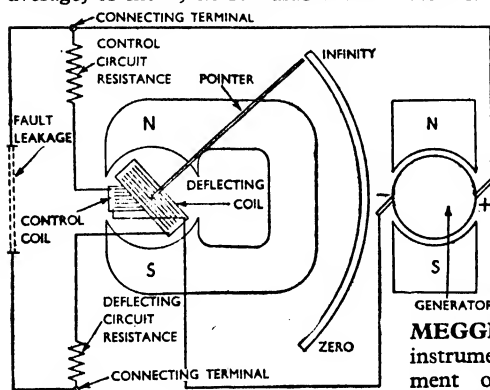 CONNECTING TERMINAL
CONTROL
CIRCUIT
RESISTANCE
INFINITY
POINTER
FAULT
LEAKAGE
N
N
DEFLECTING
COIL
CONTROL
COIL
−
+
S
S
DEFLECTING
CIRCUIT
RESISTANCE
GENERATOR
ZERO
CONNECTING TERMINAL
MEGG
instrume
ment o